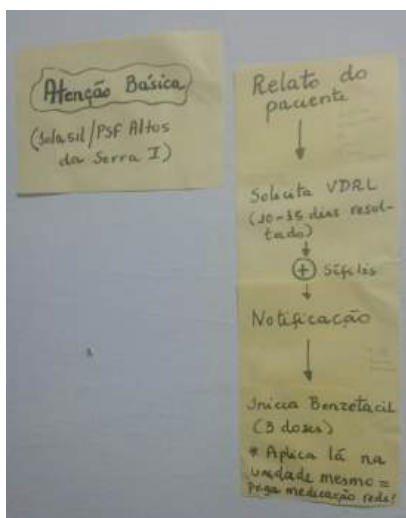 Atenção Básica
(Solasil/PSF Altos
da Serra I)
Relato do
paciente
Solicita VDRL
(10-15 dias resul-
tado)
+ Sífilis
Notificação
Inicia Benzetacil
(3 doses)
* Aplica lá na
unidade mesmo =
pega medicação rede!